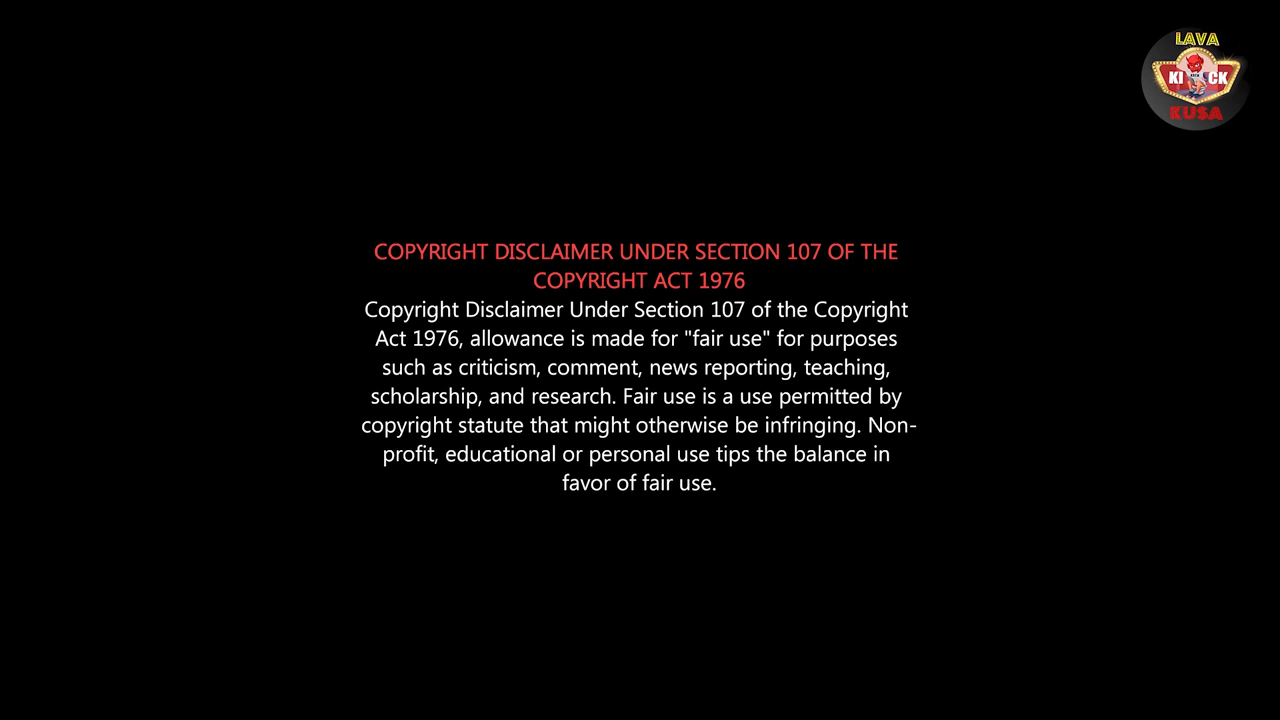 LAVA
KICK
KUSA
COPYRIGHT DISCLAIMER UNDER SECTION 107 OF THE
COPYRIGHT ACT 1976
Copyright Disclaimer Under Section 107 of the Copyright
Act 1976, allowance is made for "fair use" for purposes
such as criticism, comment, news reporting, teaching,
scholarship, and research. Fair use is a use permitted by
copyright statute that might otherwise be infringing. Non-
profit, educational or personal use tips the balance in
favor of fair use.